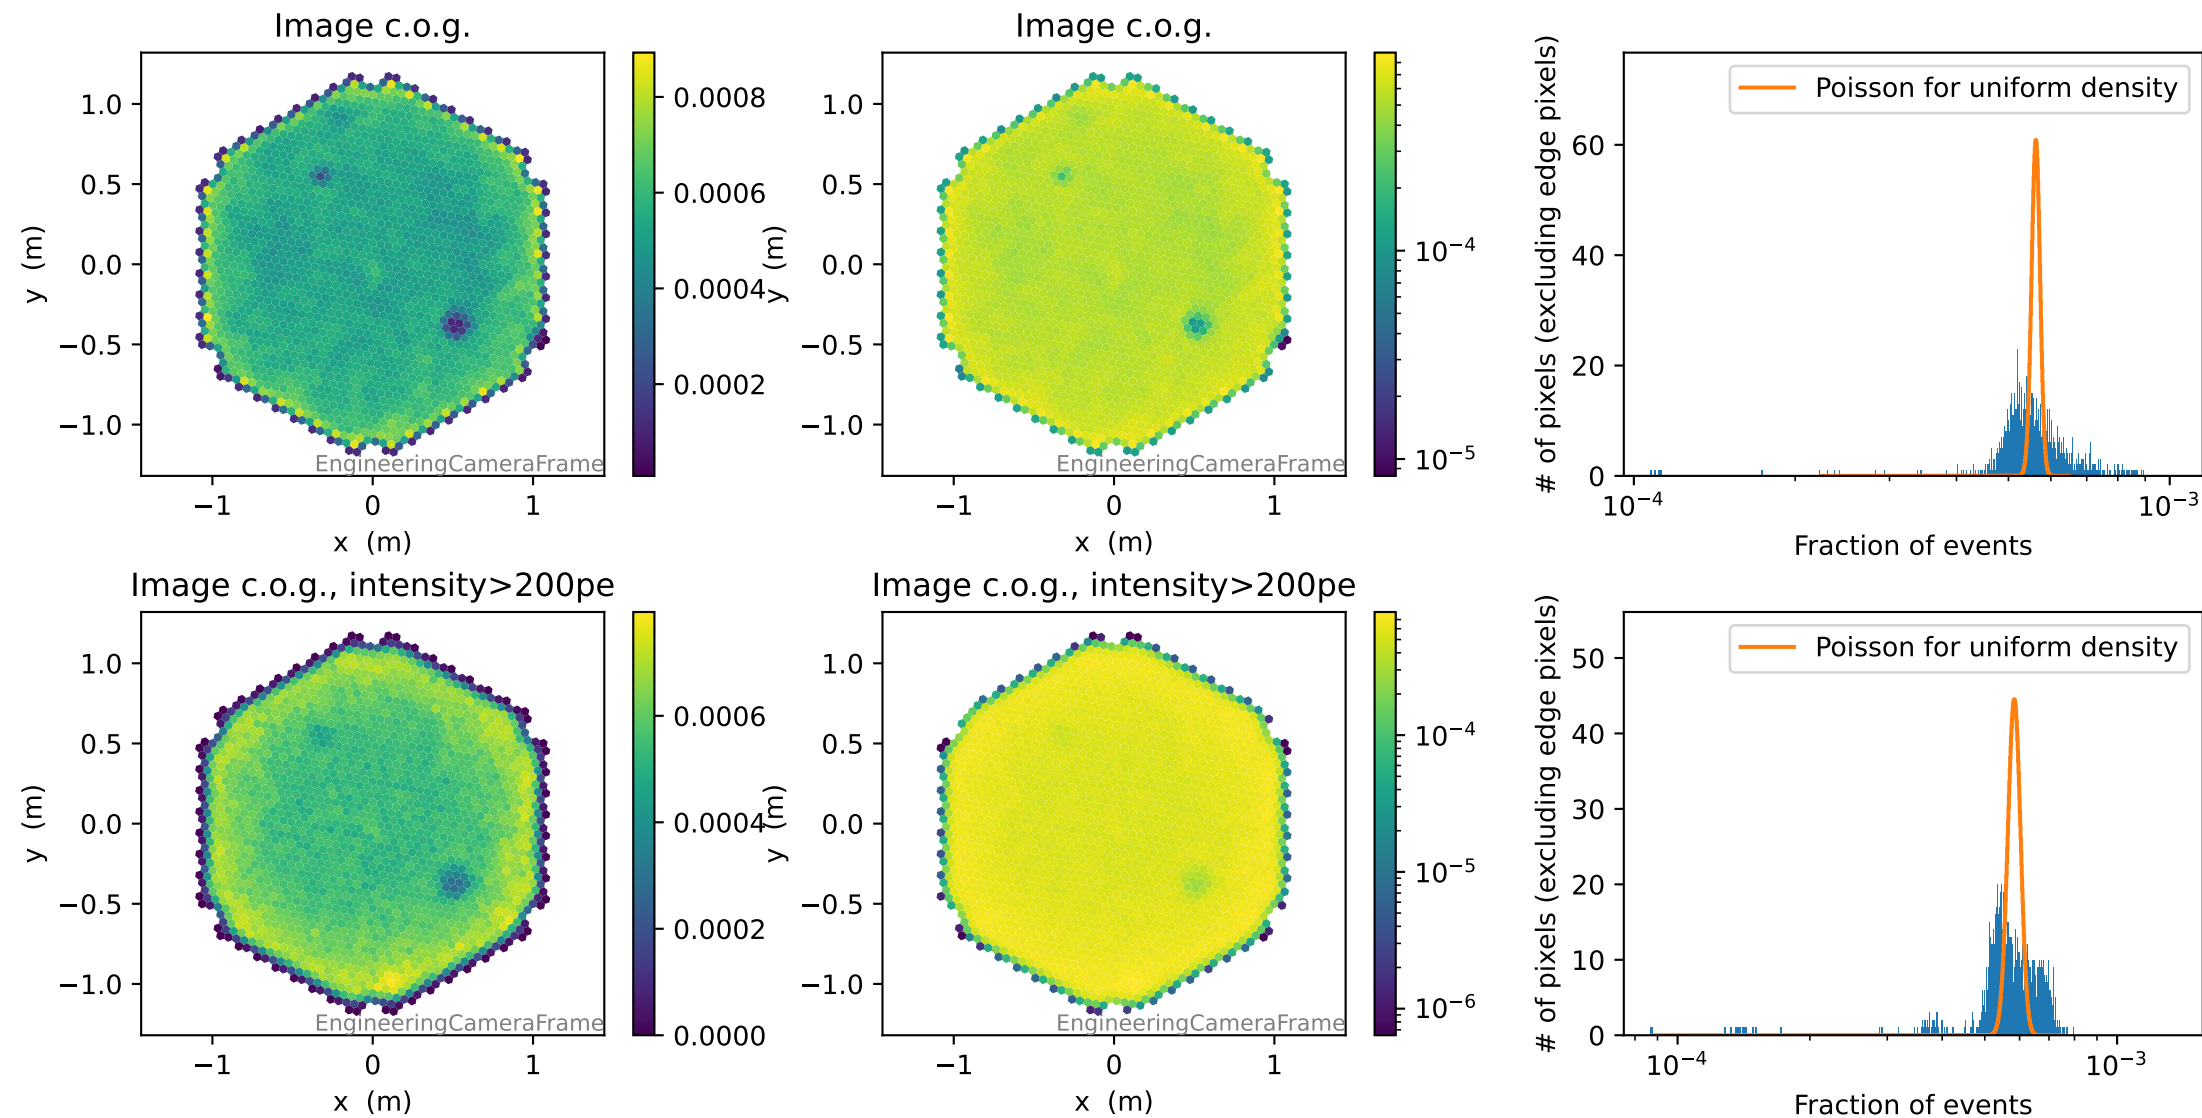 Image c.o.g.
1.0
0.5
0.0
−0.5
−1.0
y (m)
−1
0
1
x (m)
EngineeringCameraFrame
0.0008
0.0006
0.0004
0.0002
Image c.o.g.
1.0
0.5
0.0
−0.5
−1.0
y (m)
−1
0
1
x (m)
EngineeringCameraFrame
10⁻⁴
10⁻⁵
# of pixels (excluding edge pixels)
60
40
20
0
Poisson for uniform density
10⁻⁴
10⁻³
Fraction of events
Image c.o.g., intensity>200pe
1.0
0.5
0.0
−0.5
−1.0
y (m)
−1
0
1
x (m)
EngineeringCameraFrame
0.0006
0.0004
0.0002
0.0000
Image c.o.g., intensity>200pe
1.0
0.5
0.0
−0.5
−1.0
y (m)
−1
0
1
x (m)
EngineeringCameraFrame
10⁻⁴
10⁻⁵
10⁻⁶
# of pixels (excluding edge pixels)
50
40
30
20
10
0
Poisson for uniform density
10⁻⁴
10⁻³
Fraction of events